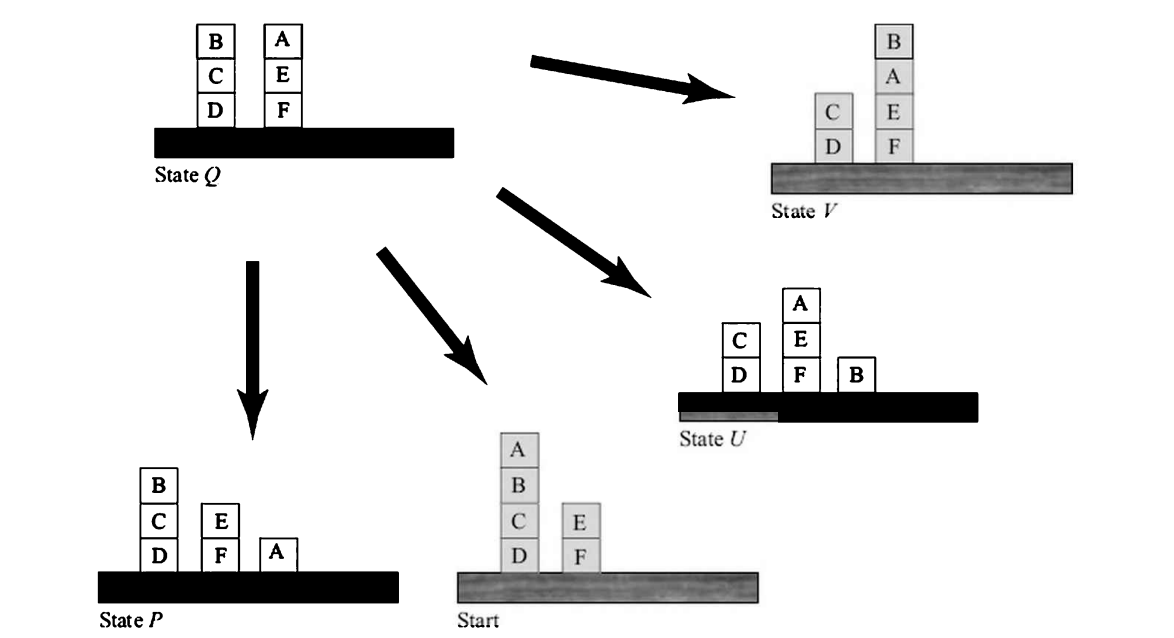 B A
C E
D F
State Q
B
A
C E
D F
State V
A
C E
D F B
State U
B
C E
D F A
State P
A
B
C E
D F
Start